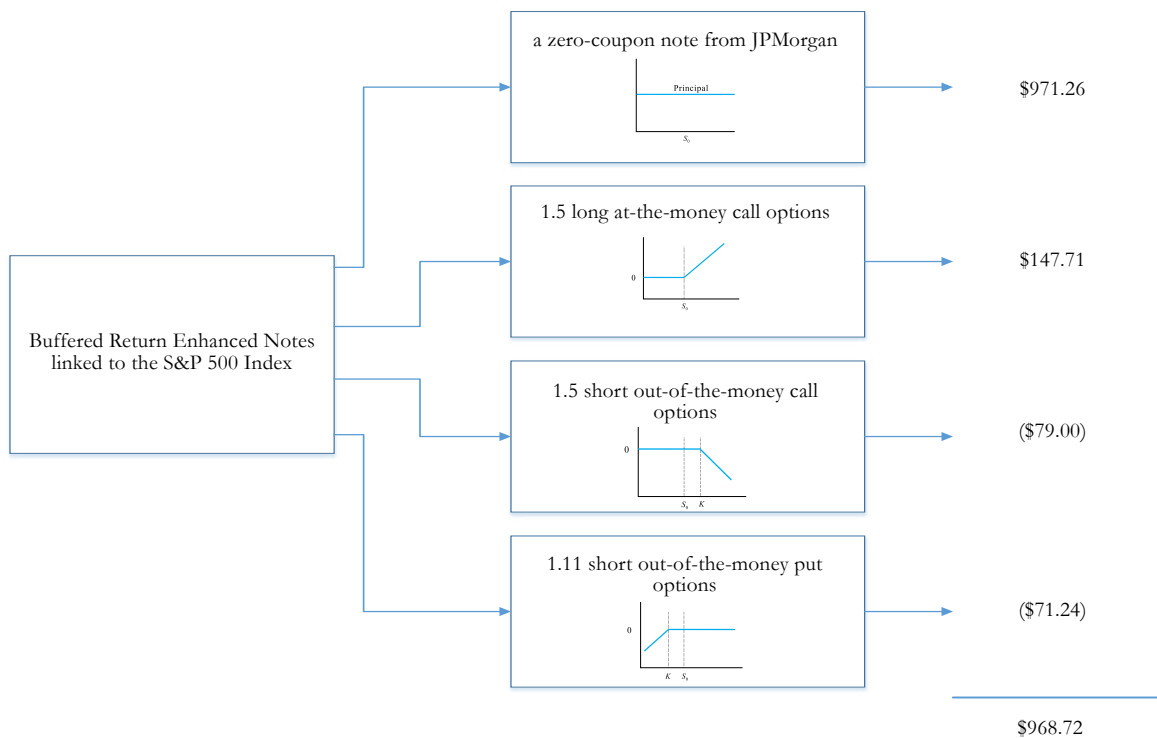 a zero-coupon note from JPMorgan
Principal
S₀
$971.26
1.5 long at-the-money call options
0
S₀
$147.71
Buffered Return Enhanced Notes
linked to the S&P 500 Index
1.5 short out-of-the-money call
options
0
S₀ K
($79.00)
1.11 short out-of-the-money put
options
0
K S₀
($71.24)
$968.72